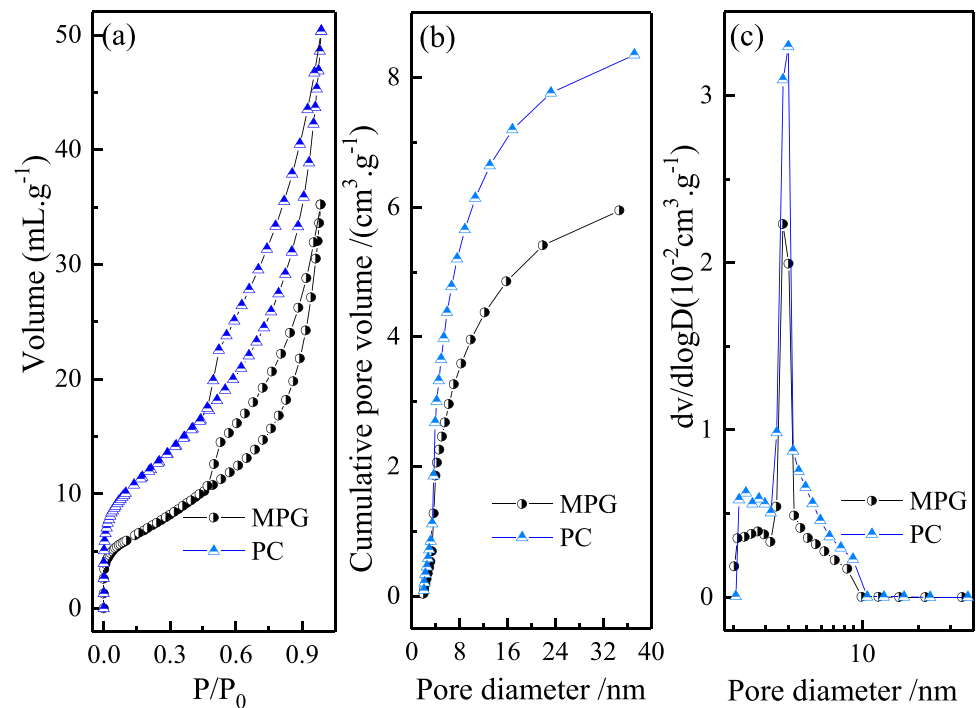 (a)
Volume (mL.g⁻¹)
50
40
30
20
10
0
MPG
PC
0.0
0.3
0.6
0.9
P/P₀
(b)
Cumulative pore volume /(cm³.g⁻¹)
8
6
4
2
0
MPG
PC
8
16
24
32
40
Pore diameter /nm
(c)
dv/dlogD(10⁻²cm³.g⁻¹)
3
2
1
0
MPG
PC
10
Pore diameter /nm